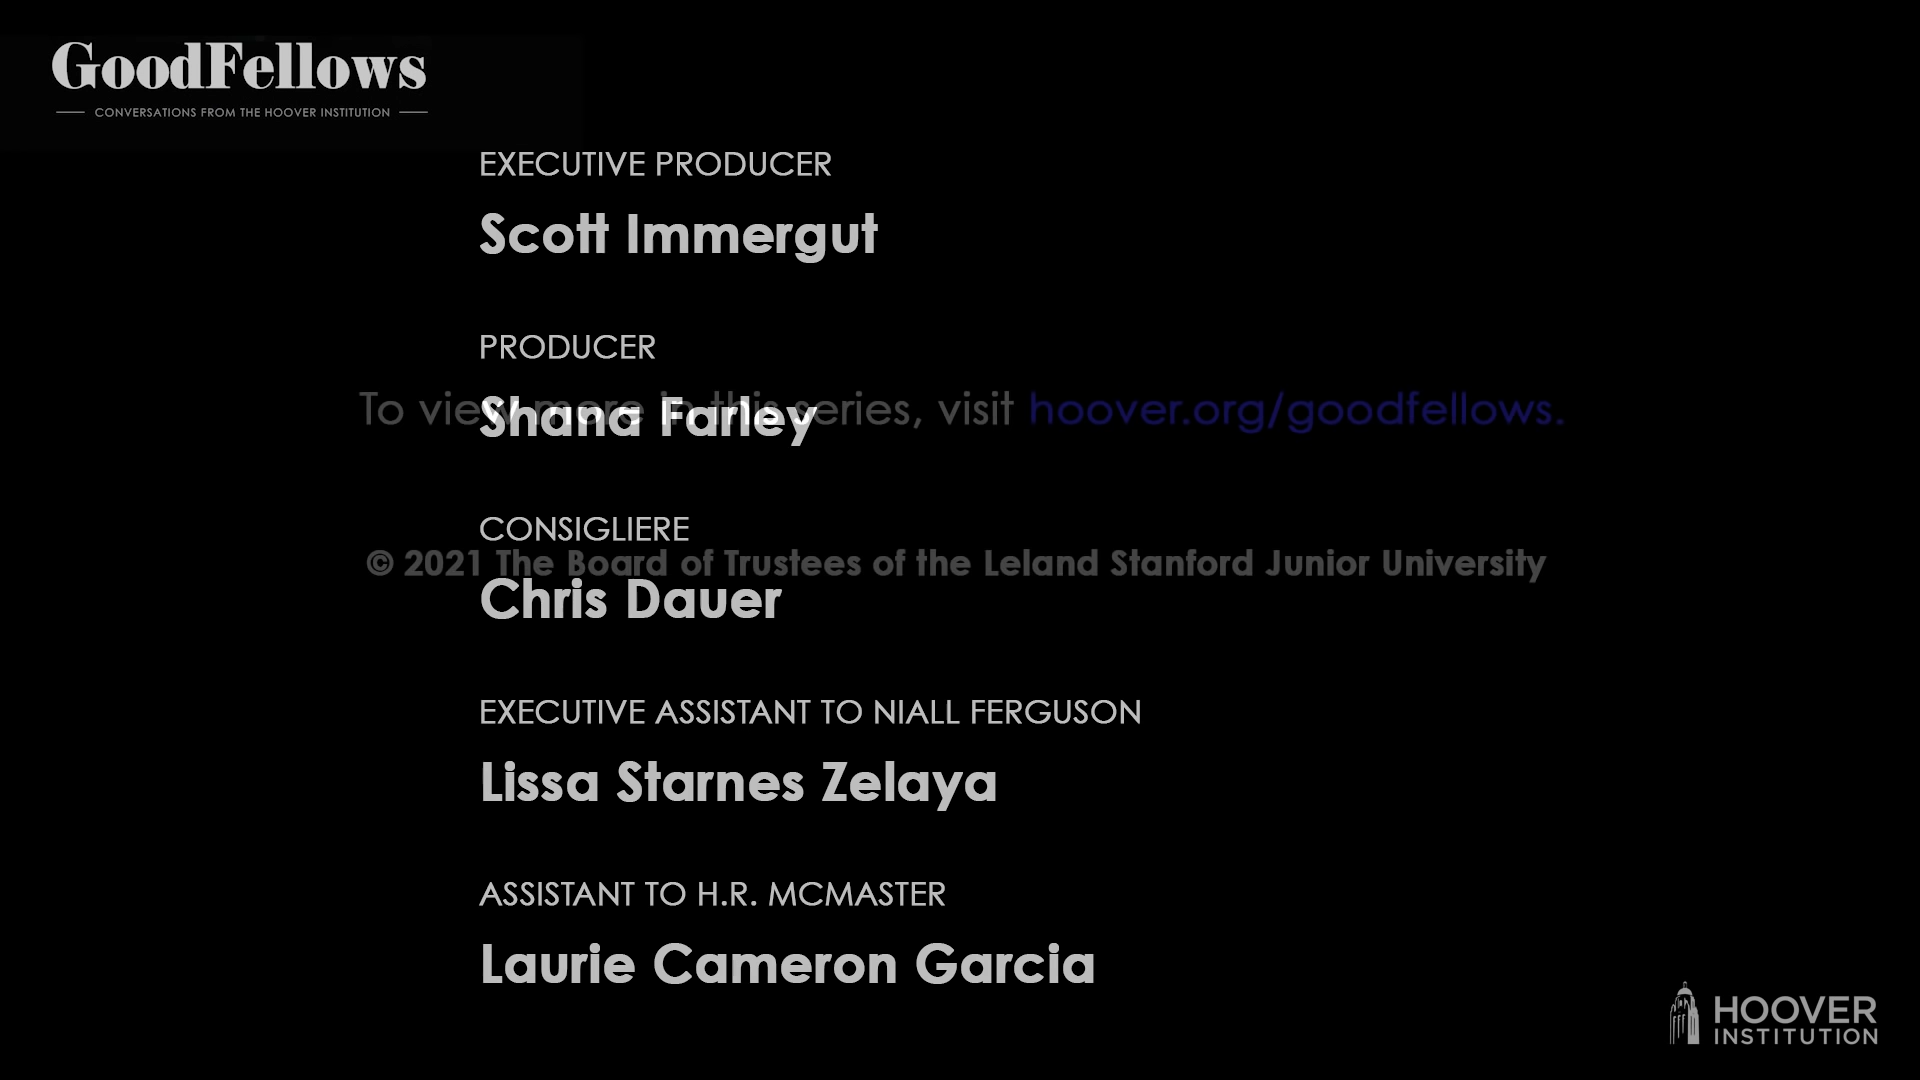 GoodFellows
CONVERSATIONS FROM THE HOOVER INSTITUTION
EXECUTIVE PRODUCER
Scott Immergut
PRODUCER
Shana Farley
To view more in this series, visit hoover.org/goodfellows.
CONSIGLIERE
© 2021 The Board of Trustees of the Leland Stanford Junior University
Chris Dauer
EXECUTIVE ASSISTANT TO NIALL FERGUSON
Lissa Starnes Zelaya
ASSISTANT TO H.R. MCMASTER
Laurie Cameron Garcia
HOOVER
INSTITUTION